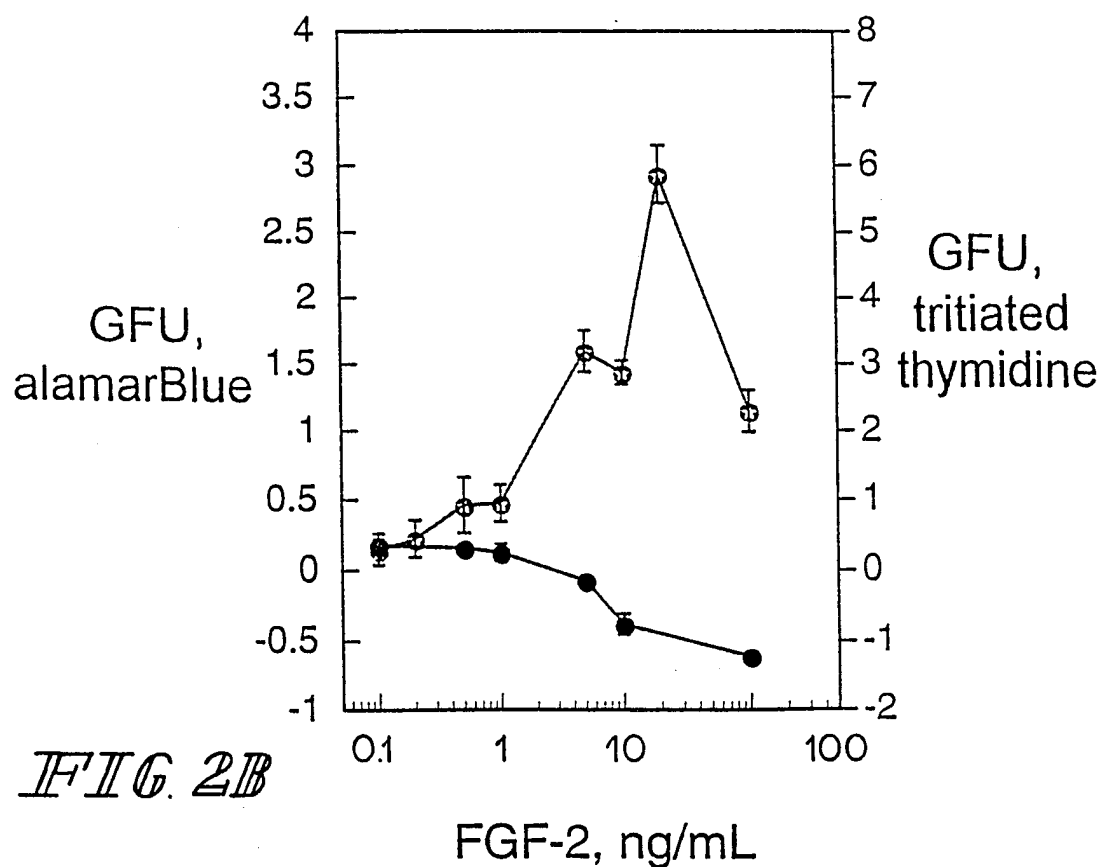 4
3.5
3
2.5
2
1.5
1
0.5
0
-0.5
-1
GFU,
alamarBlue
8
7
6
5
4
3
2
1
0
-1
-2
GFU,
tritiated
thymidine
0.1 1 10 100
FGF-2, ng/mL
FIG. 2B